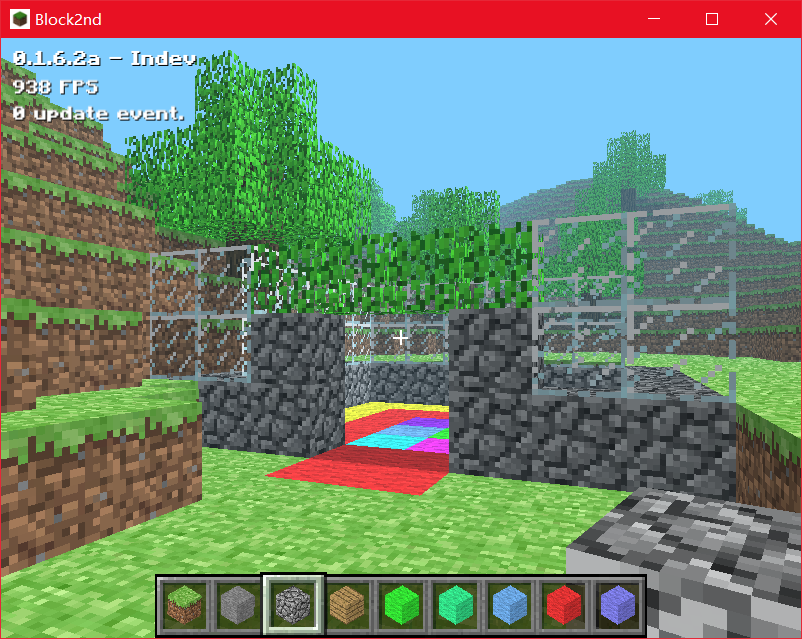 Block2nd
0.1.6.2a - Indev
938 FPS
0 update event.